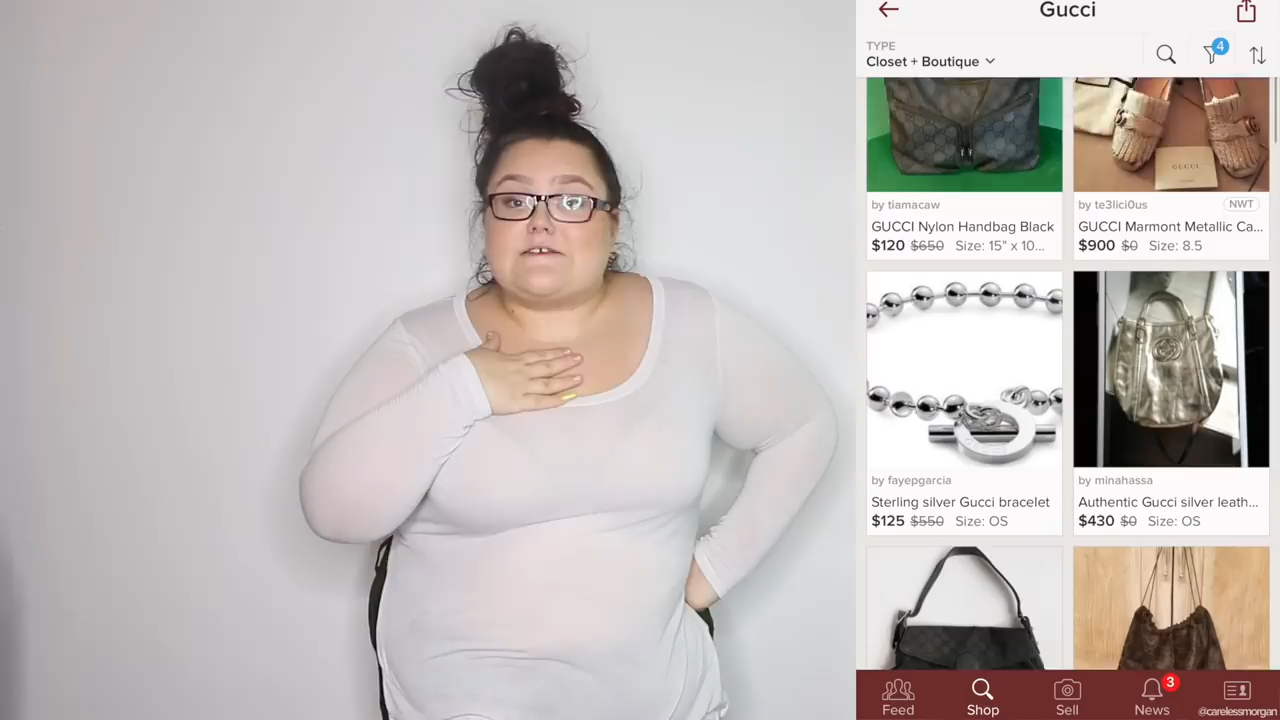 Gucci
TYPE
Closet + Boutique
4
by tiamacaw
GUCCI Nylon Handbag Black
$120 $650 Size: 15" x 10...
GUCCI
by te3lici0us
NWT
GUCCI Marmont Metallic Ca...
$900 $0 Size: 8.5
by fayepgarcia
Sterling silver Gucci bracelet
$125 $550 Size: OS
by minahassa
Authentic Gucci silver leath...
$430 $0 Size: OS
3
Feed
Shop
Sell
News
@carelessmorgan